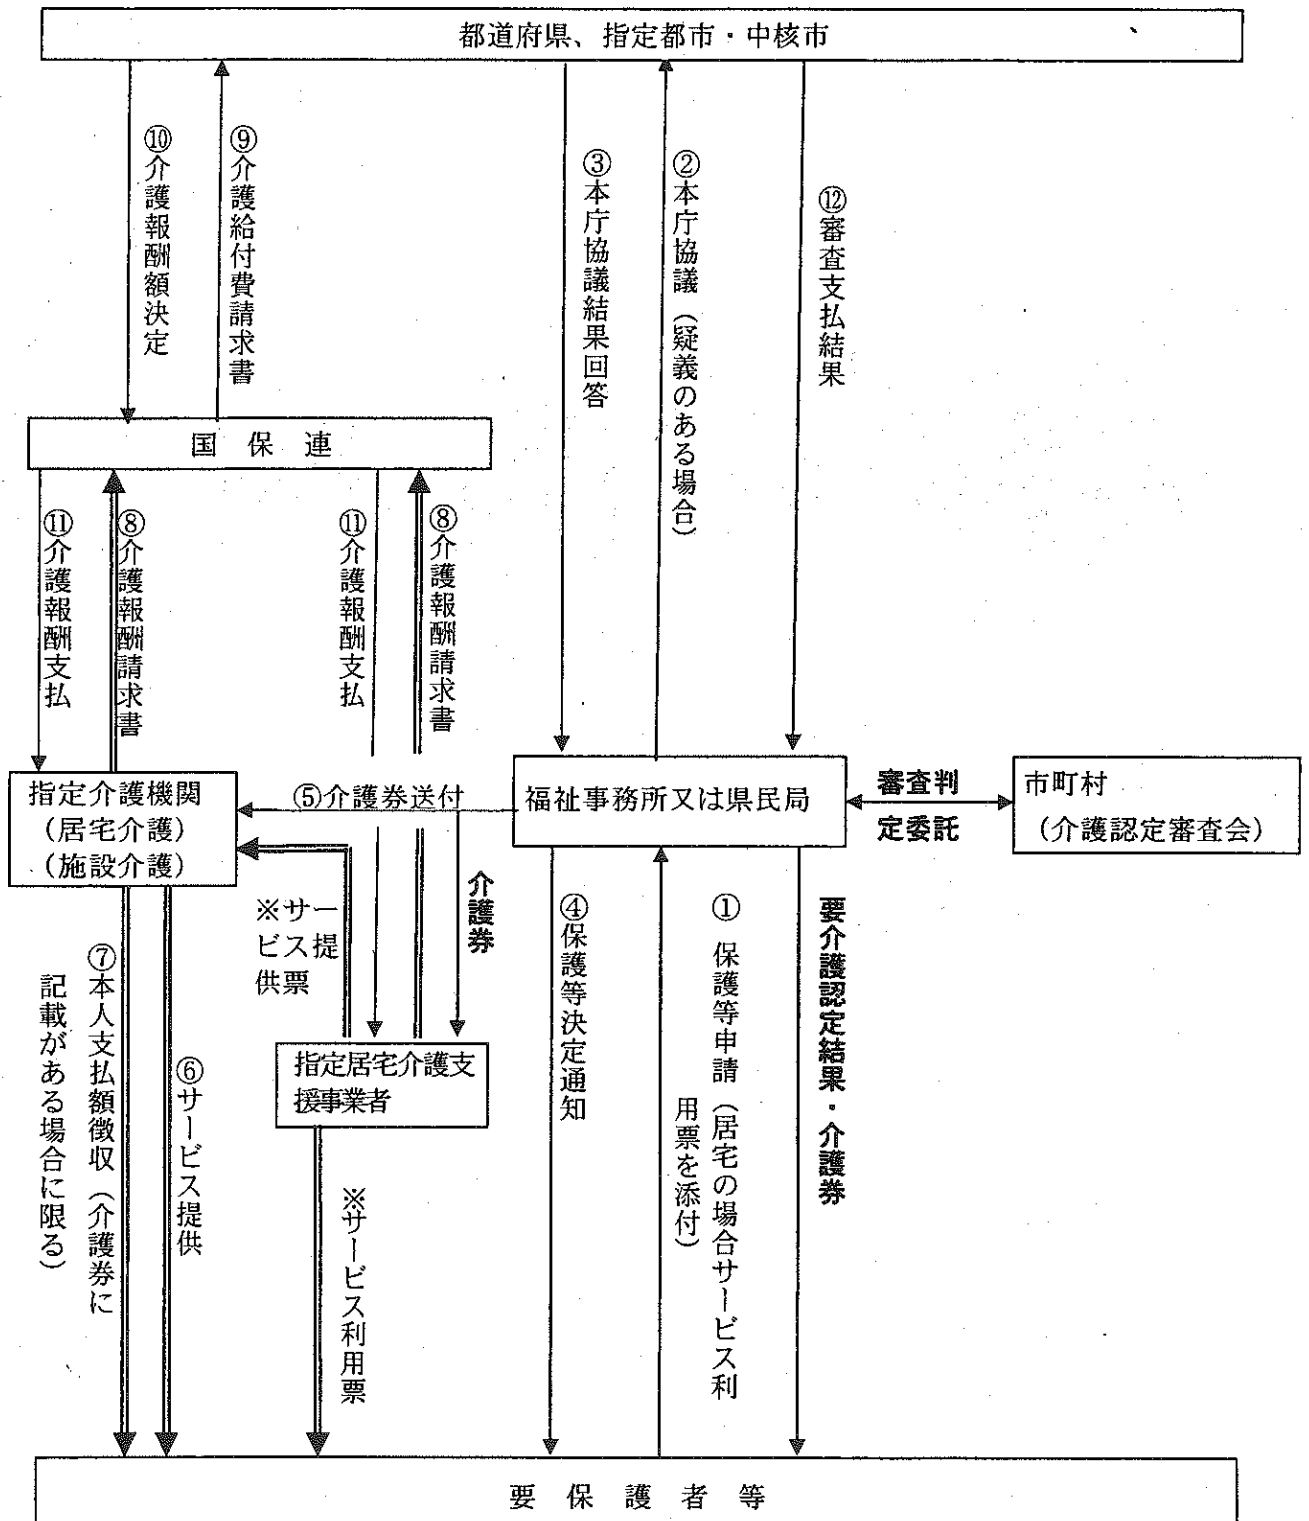 都道府県、指定都市・中核市
⑩介護報酬額決定
⑨介護給付費請求書
③本庁協議結果回答
②本庁協議（疑義のある場合）
⑫審査支払結果
国保連
⑪介護報酬支払
⑧介護報酬請求書
⑪介護報酬支払
⑧介護報酬請求書
指定介護機関
（居宅介護）
（施設介護）
⑤介護券送付
福祉事務所又は県民局
審査判
定委託
市町村
（介護認定審査会）
※サー
ビス提
供票
介護券
④保護等決定通知
① 保護等申請（居宅の場合サービス利
用票を添付）
要介護認定結果・介護券
指定居宅介護支
援事業者
⑦本人支払額徴収（介護券に
記載がある場合に限る）
⑥サービス提供
※サービス利用票
要保護者等